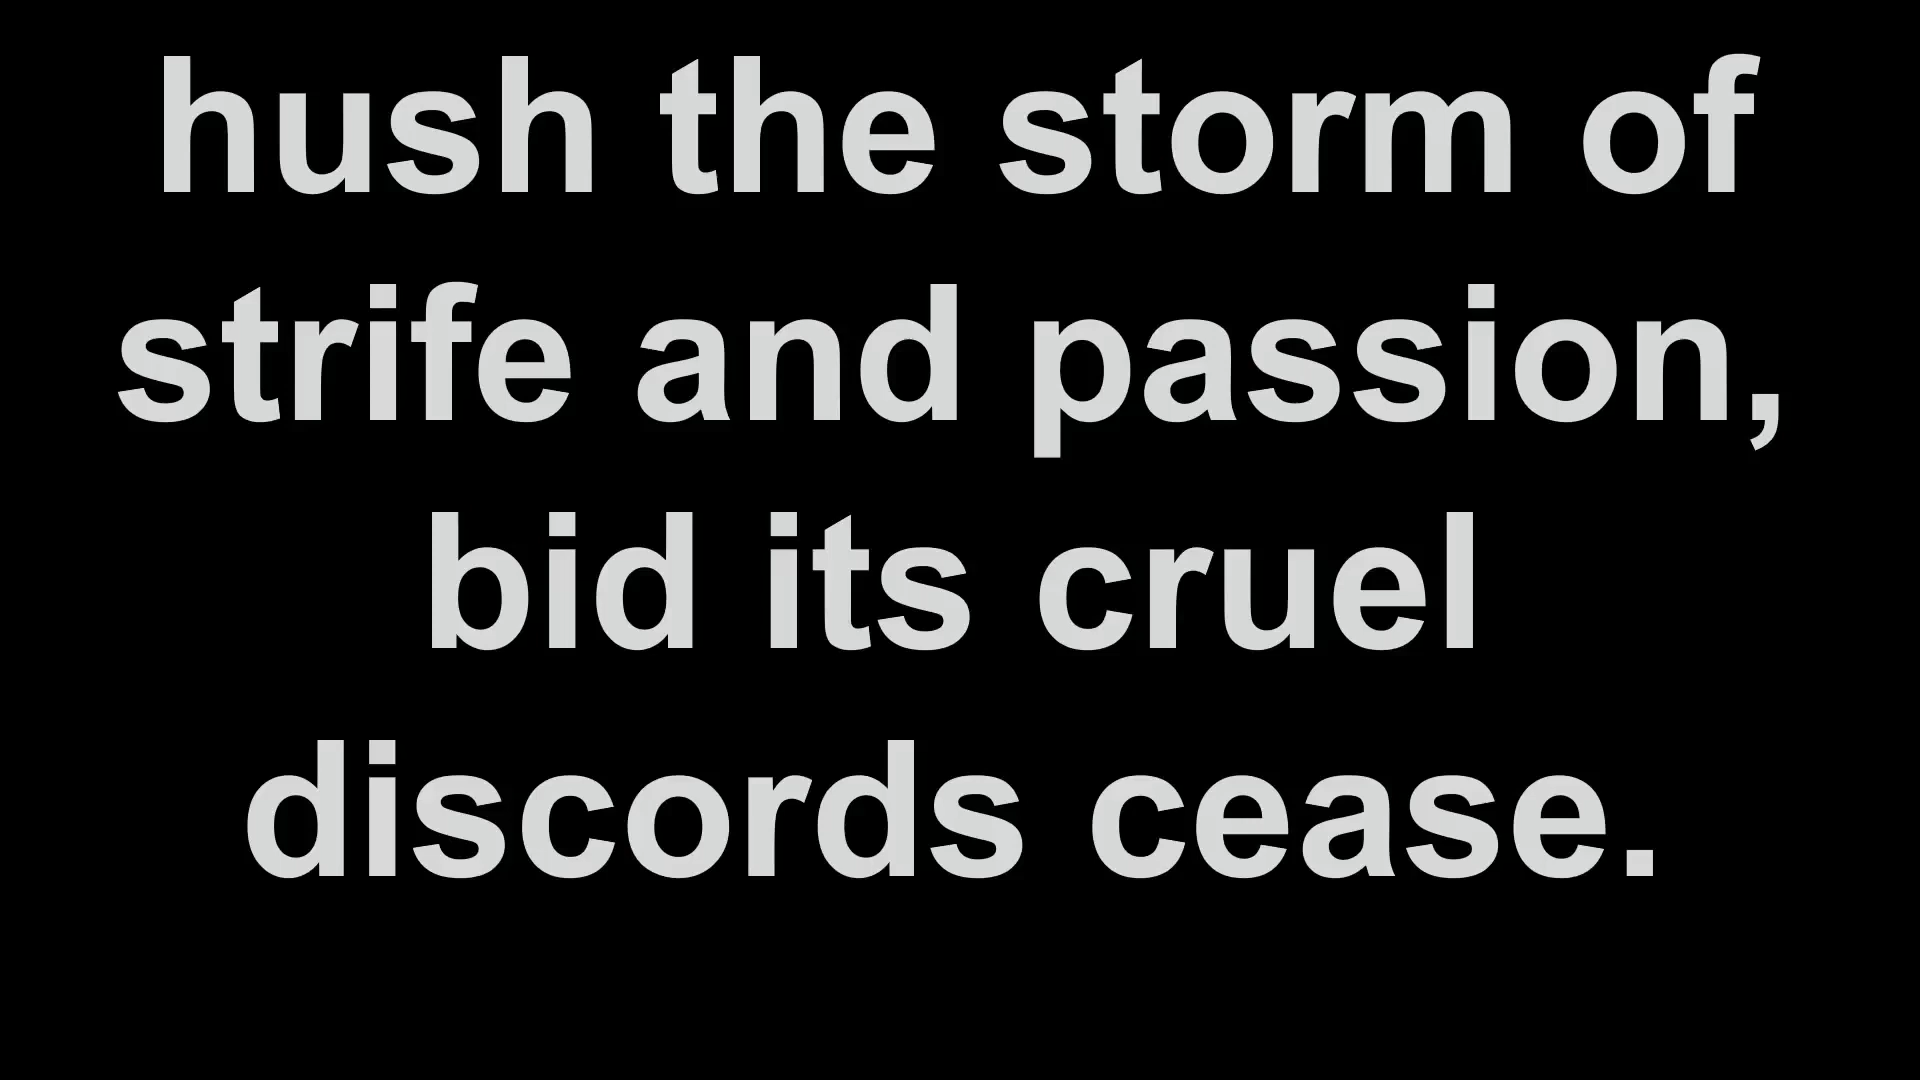 hush the storm of
strife and passion,
bid its cruel
discords cease.